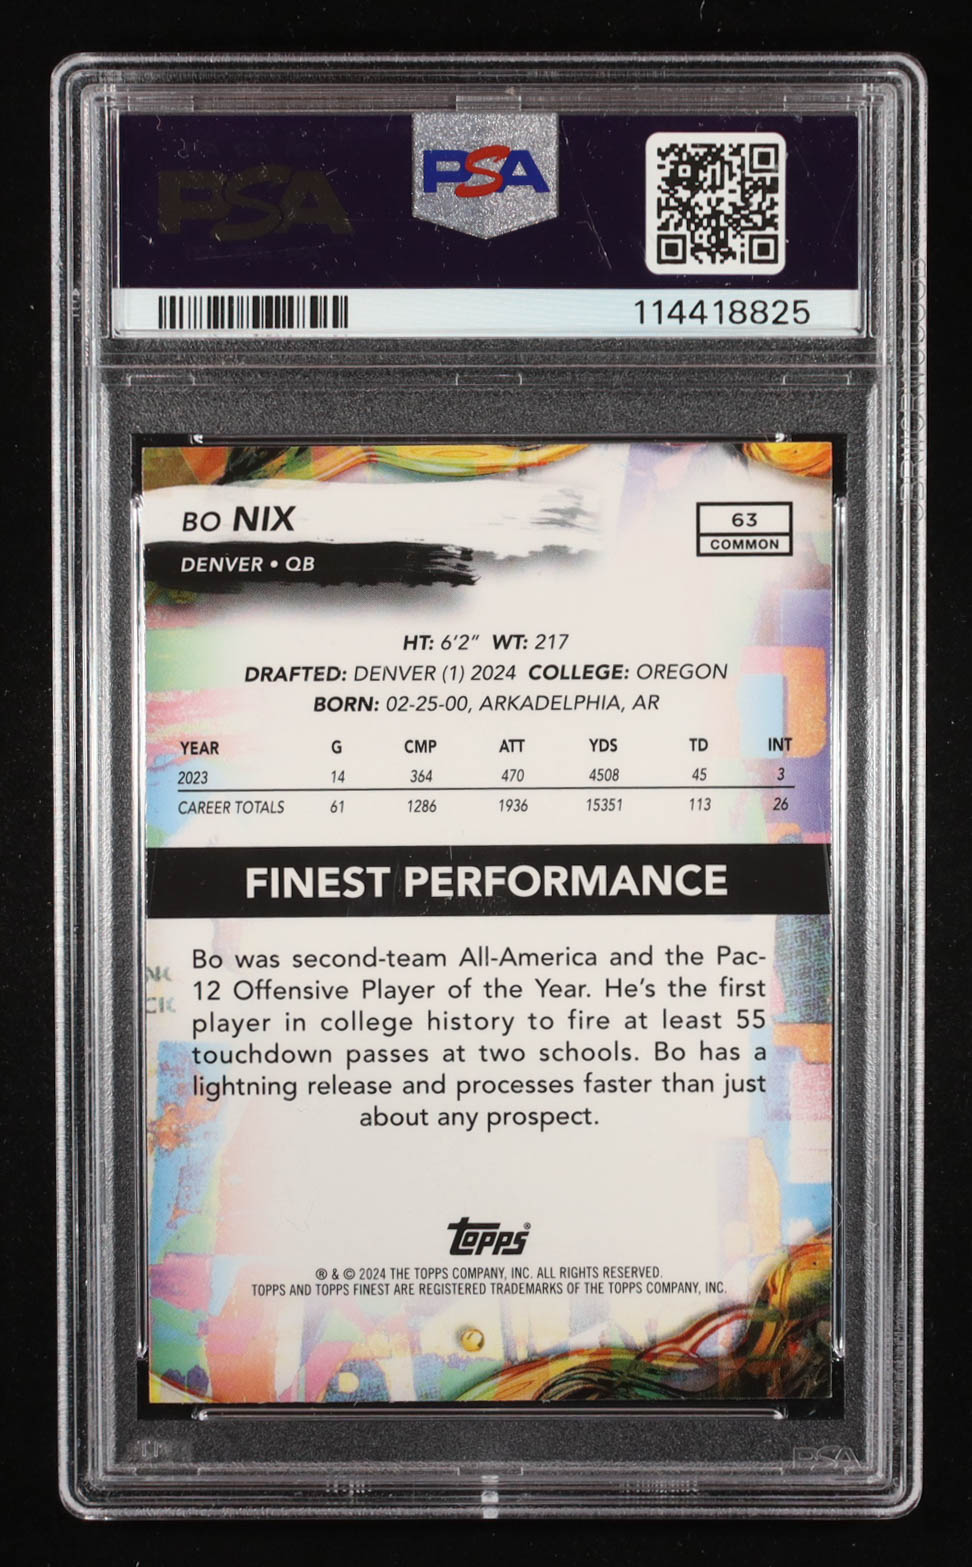 PSA
PSA
114418825
BO NIX
DENVER • QB
63
COMMON
HT: 6'2" WT: 217
DRAFTED: DENVER (1) 2024 COLLEGE: OREGON
BORN: 02-25-00, ARKADELPHIA, AR
YEAR G CMP ATT YDS TD INT
2023 14 364 470 4508 45 3
CAREER TOTALS 61 1286 1936 15351 113 26
FINEST PERFORMANCE
Bo was second-team All-America and the Pac-
12 Offensive Player of the Year. He's the first
player in college history to fire at least 55
touchdown passes at two schools. Bo has a
lightning release and processes faster than just
about any prospect.
topps®
® & © 2024 THE TOPPS COMPANY, INC. ALL RIGHTS RESERVED.
TOPPS AND TOPPS FINEST ARE REGISTERED TRADEMARKS OF THE TOPPS COMPANY, INC.
PSA